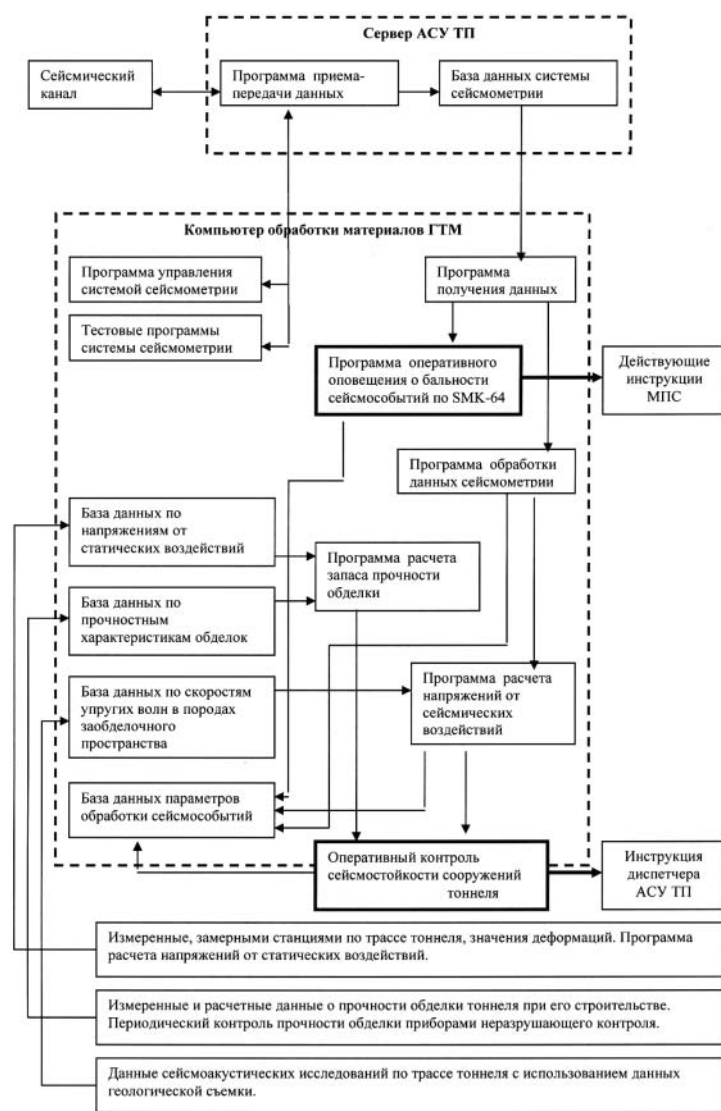 Сервер АСУ ТП
Сейсмический
канал
Программа приема-
передачи данных
База данных системы
сейсмометрии
Компьютер обработки материалов ГТМ
Программа управления
системой сейсмометрии
Программа
получения данных
Тестовые программы
системы сейсмометрии
Программа оперативного
оповещения о бальности
сейсмособытий по SMK-64
Действующие
инструкции
МПС
Программа обработки
данных сейсмометрии
База данных по
напряжениям от
статических воздействий
Программа расчета
запаса прочности
обделки
База данных по
прочностным
характеристикам обделок
База данных по скоростям
упругих волн в породах
заобделочного
пространства
Программа расчета
напряжений от
сейсмических
воздействий
База данных параметров
обработки сейсмособытий
Оперативный контроль
сейсмостойкости сооружений
тоннеля
Инструкция
диспетчера
АСУ ТП
Измеренные, замерными станциями по трассе тоннеля, значения деформаций. Программа
расчета напряжений от статических воздействий.
Измеренные и расчетные данные о прочности обделки тоннеля при его строительстве.
Периодический контроль прочности обделки приборами неразрушающего контроля.
Данные сейсмоакустических исследований по трассе тоннеля с использованием данных
геологической съемки.